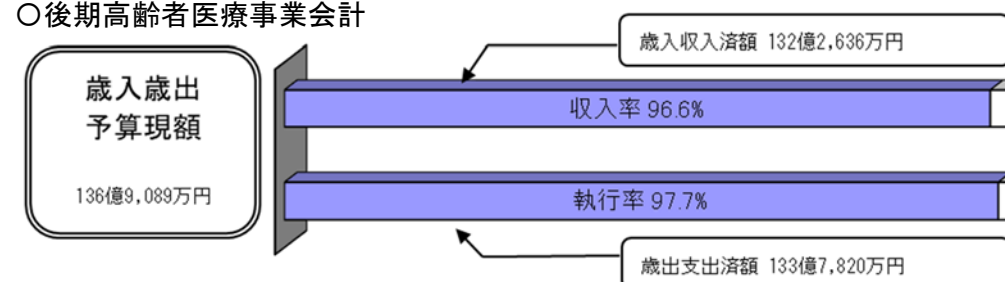 〇後期高齢者医療事業会計
歳入収入済額 132億2,636万円
歳入歳出
予算現額
136億9,089万円
収入率 96.6%
執行率 97.7%
歳出支出済額 133億7,820万円